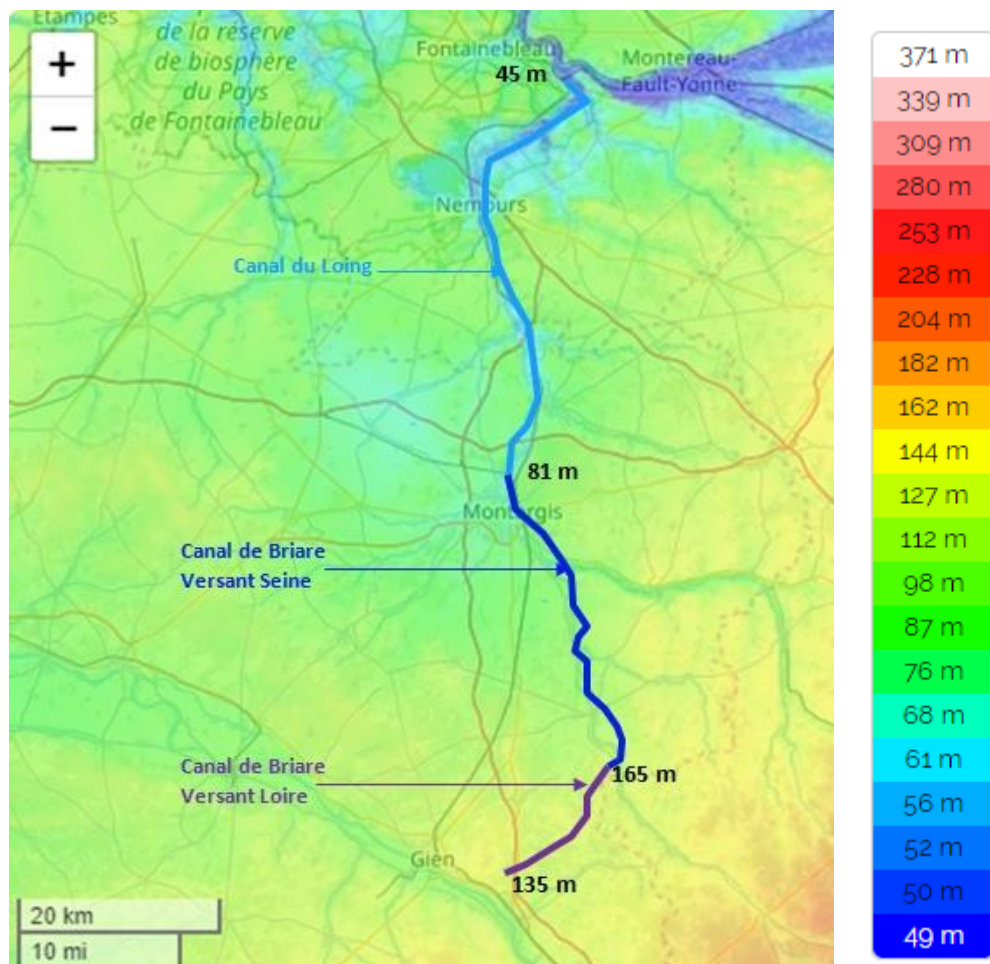 Etampes
+
−
de la réserve
de biosphère
du Pays
de Fontainebleau
Fontainebleau
45 m
Montereau-
Fault-Yonne
Nemours
Canal du Loing
81 m
Montargis
Canal de Briare
Versant Seine
Canal de Briare
Versant Loire
165 m
Gien
135 m
20 km
10 mi
371 m
339 m
309 m
280 m
253 m
228 m
204 m
182 m
162 m
144 m
127 m
112 m
98 m
87 m
76 m
68 m
61 m
56 m
52 m
50 m
49 m